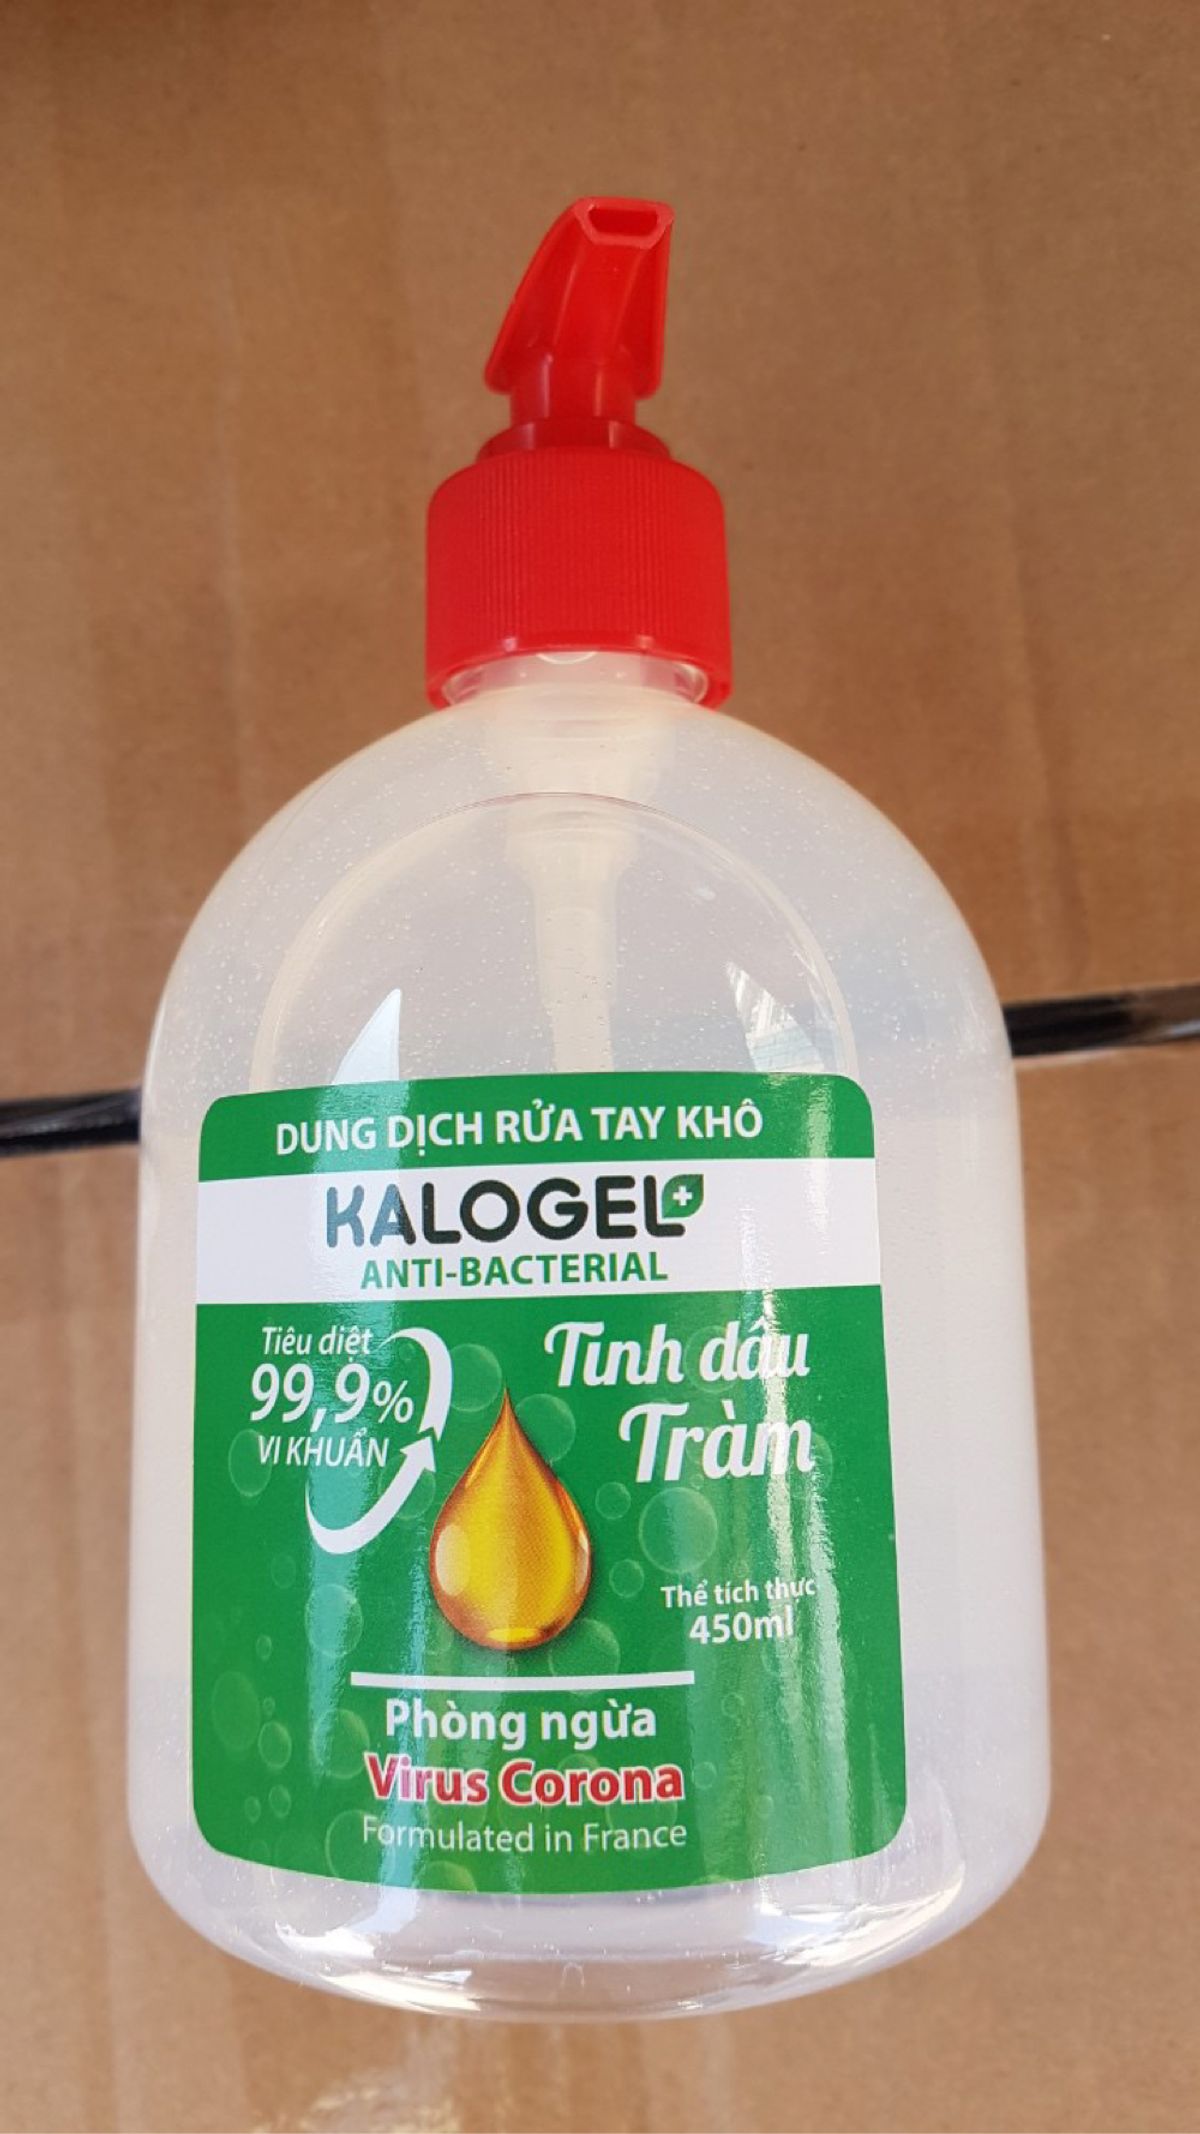 DUNG DỊCH RỬA TAY KHÔ
KALOGEL+
ANTI-BACTERIAL
Tiêu diệt
99,9%
VI KHUẨN
Tinh dầu
Tràm
Thể tích thực
450ml
Phòng ngừa
Virus Corona
Formulated in France